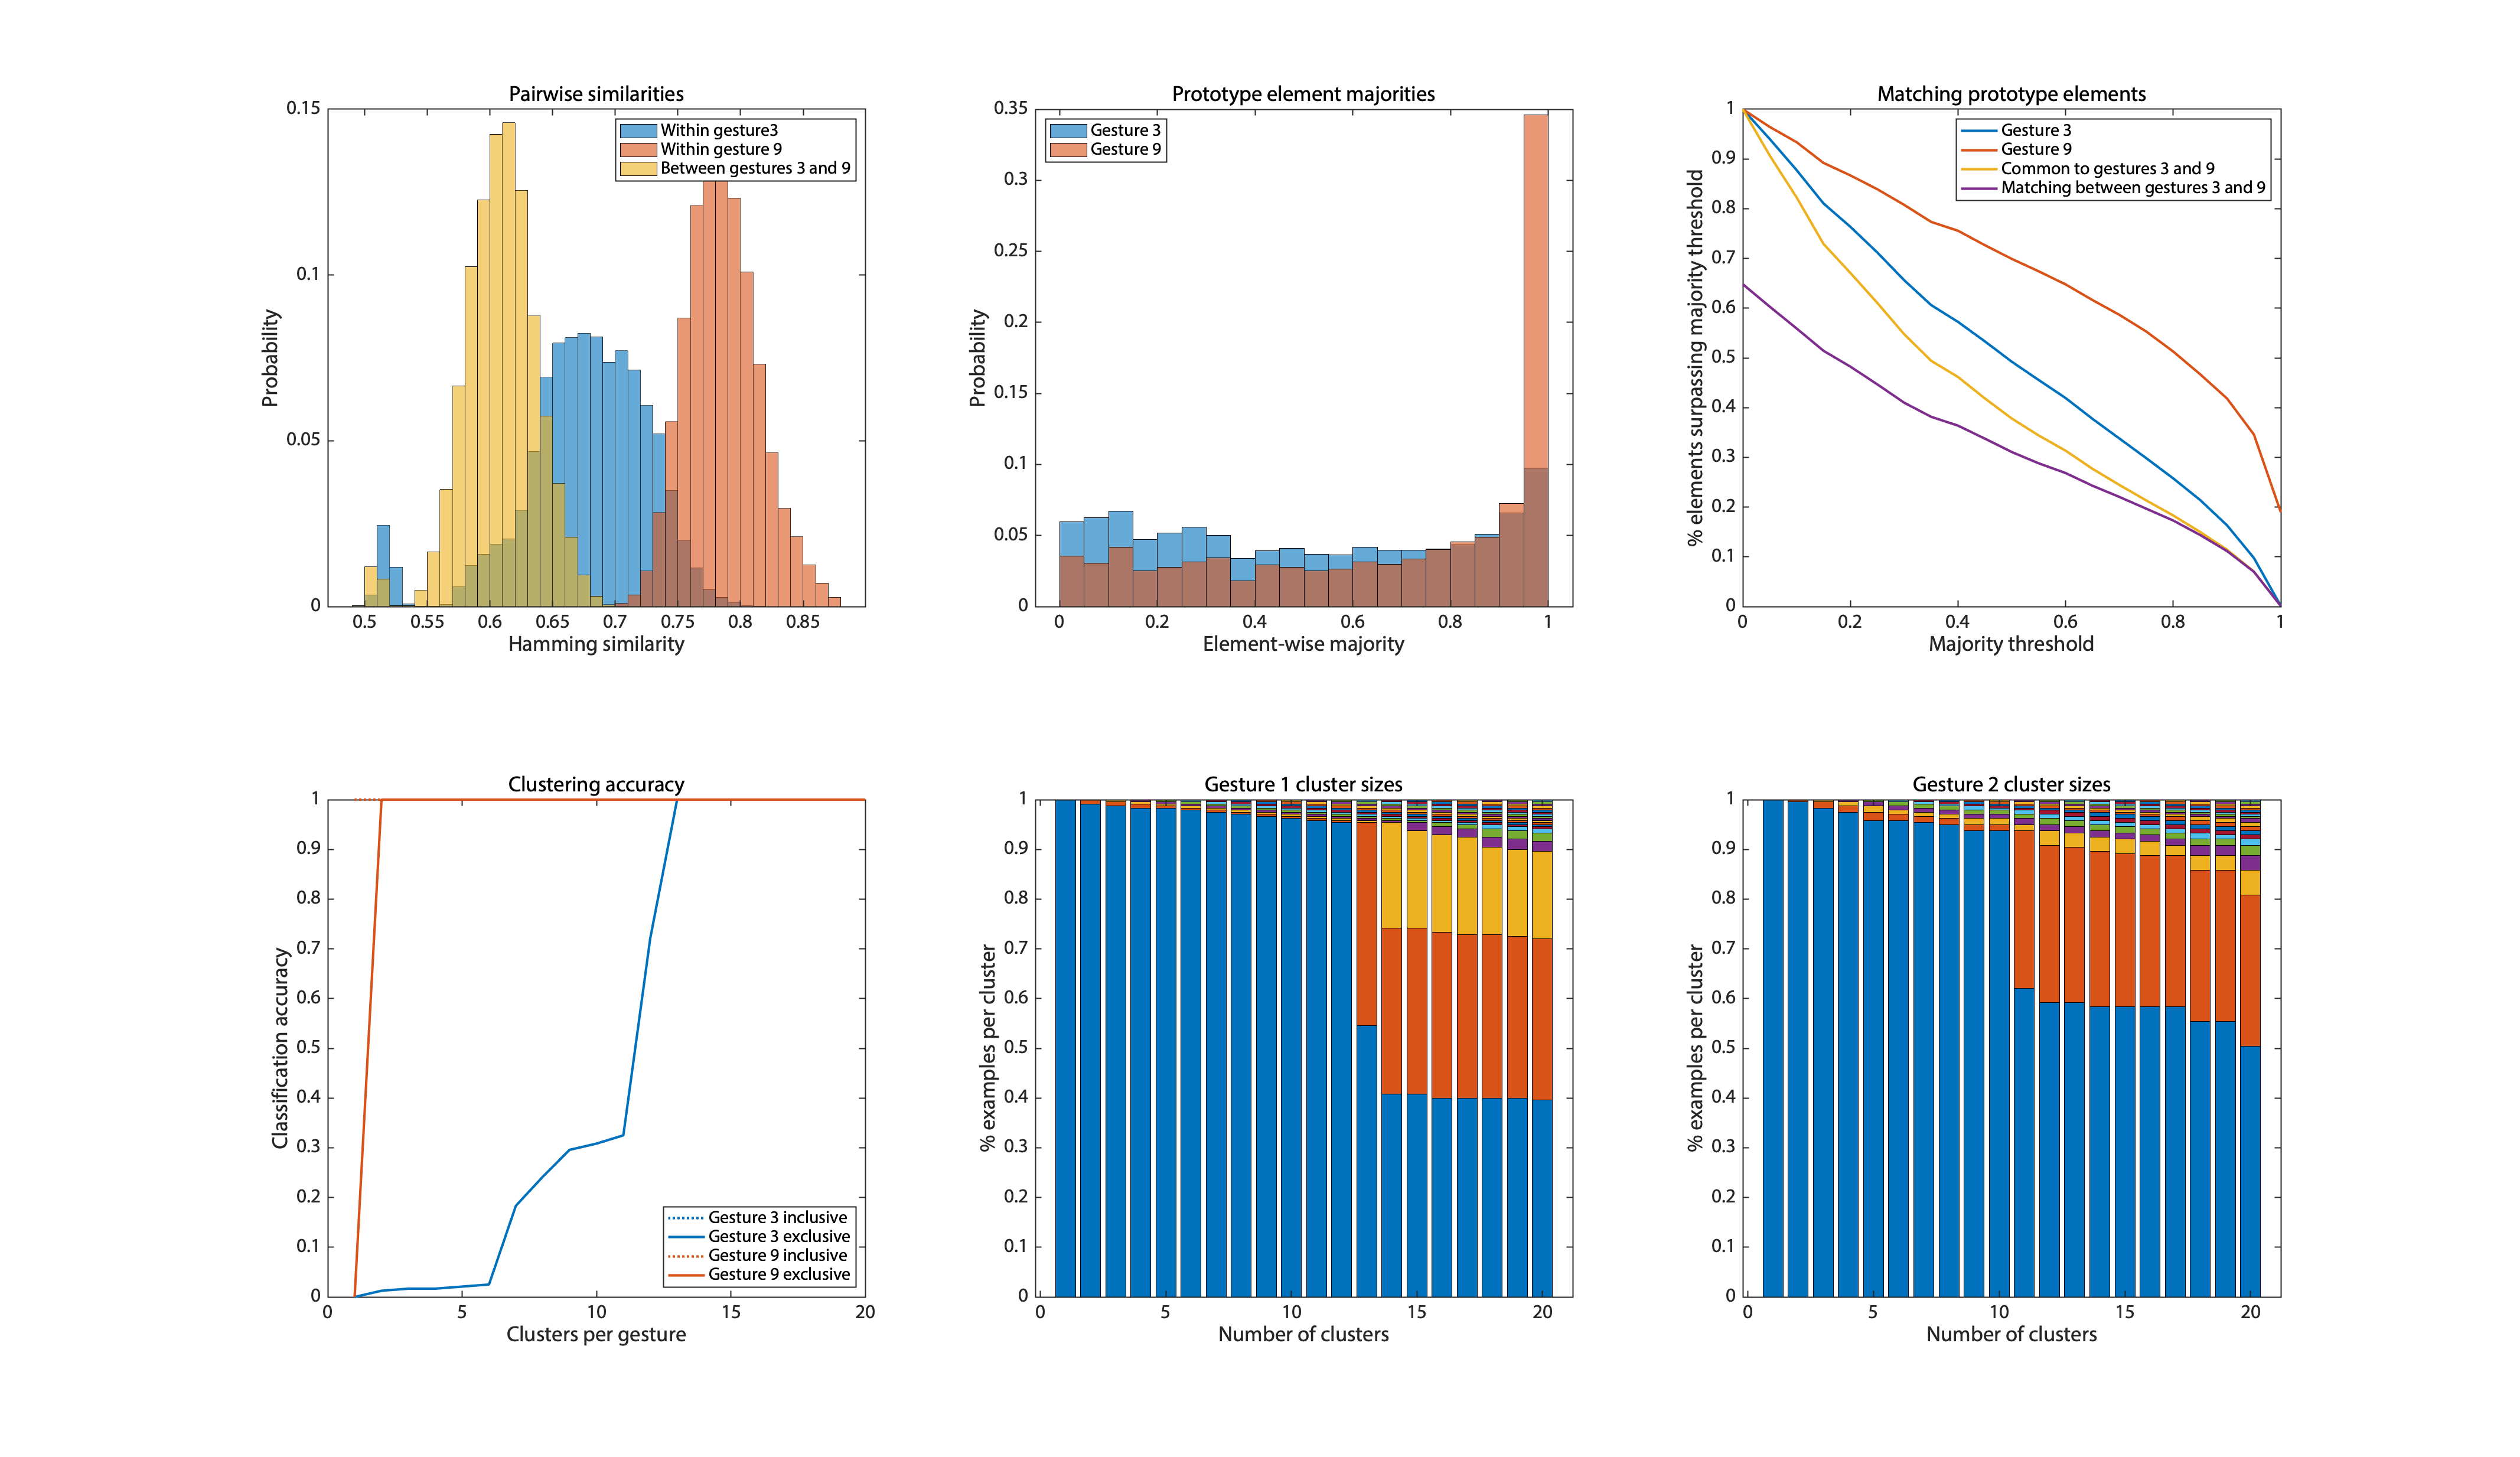 Pairwise similarities
0.15
0.1
0.05
0
Probability
Within gesture3
Within gesture 9
Between gestures 3 and 9
0.5 0.55 0.6 0.65 0.7 0.75 0.8 0.85
Hamming similarity
Prototype element majorities
0.35
0.3
0.25
0.2
0.15
0.1
0.05
0
Probability
Gesture 3
Gesture 9
0 0.2 0.4 0.6 0.8 1
Element-wise majority
Matching prototype elements
1
0.9
0.8
0.7
0.6
0.5
0.4
0.3
0.2
0.1
0
% elements surpassing majority threshold
Gesture 3
Gesture 9
Common to gestures 3 and 9
Matching between gestures 3 and 9
0 0.2 0.4 0.6 0.8 1
Majority threshold
Clustering accuracy
1
0.9
0.8
0.7
0.6
0.5
0.4
0.3
0.2
0.1
0
Classification accuracy
Gesture 3 inclusive
Gesture 3 exclusive
Gesture 9 inclusive
Gesture 9 exclusive
0 5 10 15 20
Clusters per gesture
Gesture 1 cluster sizes
1
0.9
0.8
0.7
0.6
0.5
0.4
0.3
0.2
0.1
0
% examples per cluster
0 5 10 15 20
Number of clusters
Gesture 2 cluster sizes
1
0.9
0.8
0.7
0.6
0.5
0.4
0.3
0.2
0.1
0
% examples per cluster
0 5 10 15 20
Number of clusters